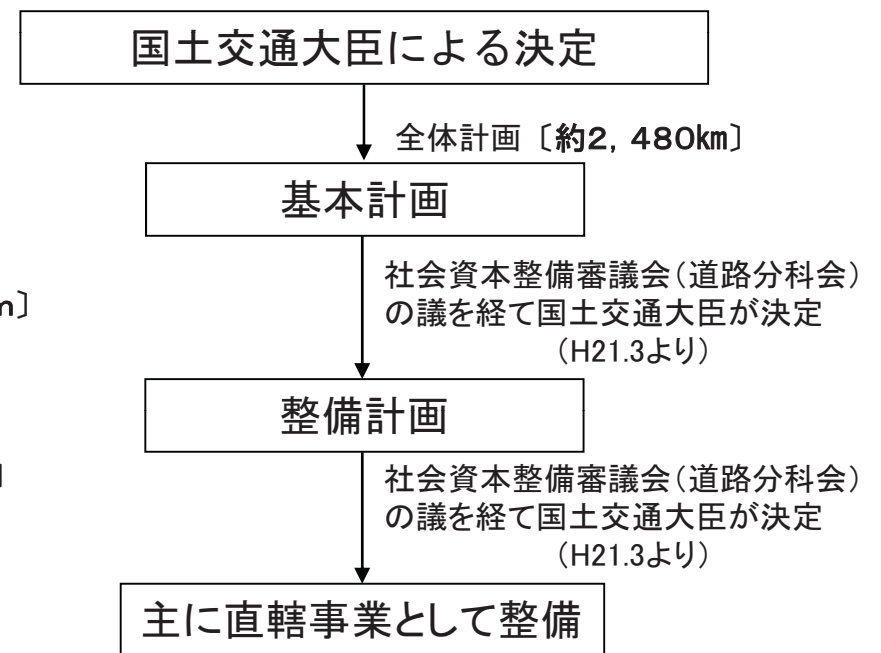 国土交通大臣による決定
全体計画〔約2，480㎞〕
基本計画
社会資本整備審議会（道路分科会）
の議を経て国土交通大臣が決定
（H21.3より）
m〕
整備計画
社会資本整備審議会（道路分科会）
の議を経て国土交通大臣が決定
（H21.3より）
主に直轄事業として整備